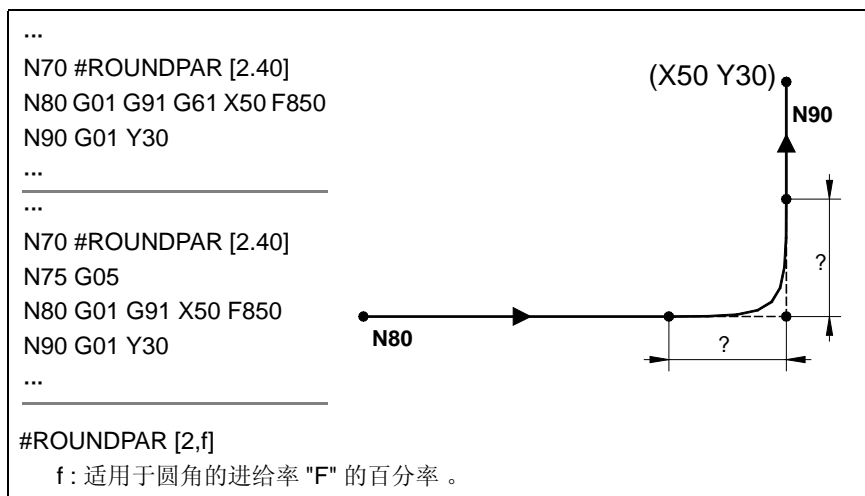 ...
N70 #ROUNDPAR [2.40]
N80 G01 G91 G61 X50 F850
N90 G01 Y30
...
...
N70 #ROUNDPAR [2.40]
N75 G05
N80 G01 G91 X50 F850
N90 G01 Y30
...
(X50 Y30)
N90
?
N80
?
#ROUNDPAR [2,f]
f : 适用于圆角的进给率 "F" 的百分率 。